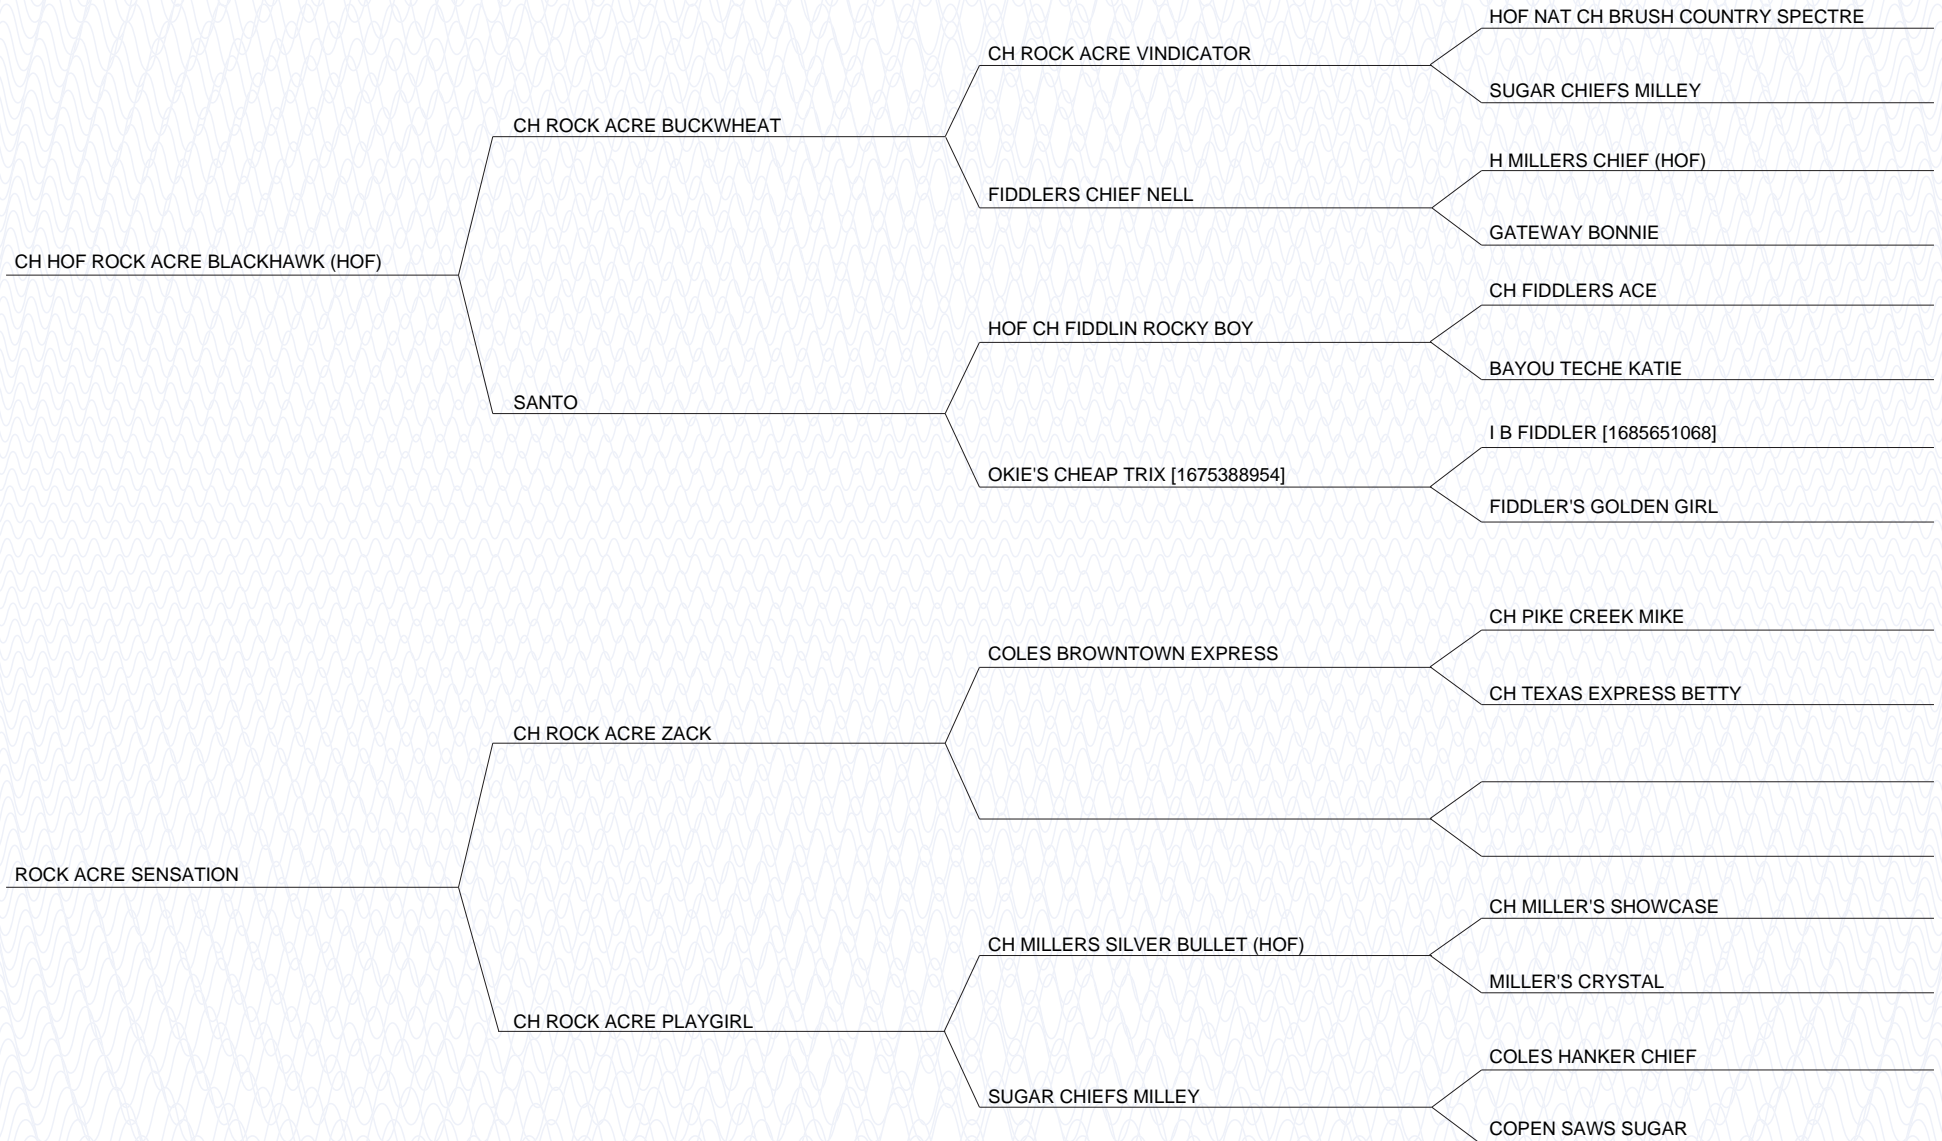 HOF NAT CH BRUSH COUNTRY SPECTRE
CH ROCK ACRE VINDICATOR
SUGAR CHIEFS MILLEY
CH ROCK ACRE BUCKWHEAT
H MILLERS CHIEF (HOF)
FIDDLERS CHIEF NELL
GATEWAY BONNIE
CH HOF ROCK ACRE BLACKHAWK (HOF)
CH FIDDLERS ACE
HOF CH FIDDLIN ROCKY BOY
BAYOU TECHE KATIE
SANTO
I B FIDDLER [1685651068]
OKIE'S CHEAP TRIX [1675388954]
FIDDLER'S GOLDEN GIRL
CH PIKE CREEK MIKE
COLES BROWNTOWN EXPRESS
CH TEXAS EXPRESS BETTY
CH ROCK ACRE ZACK
ROCK ACRE SENSATION
CH MILLER'S SHOWCASE
CH MILLERS SILVER BULLET (HOF)
MILLER'S CRYSTAL
CH ROCK ACRE PLAYGIRL
COLES HANKER CHIEF
SUGAR CHIEFS MILLEY
COPEN SAWS SUGAR